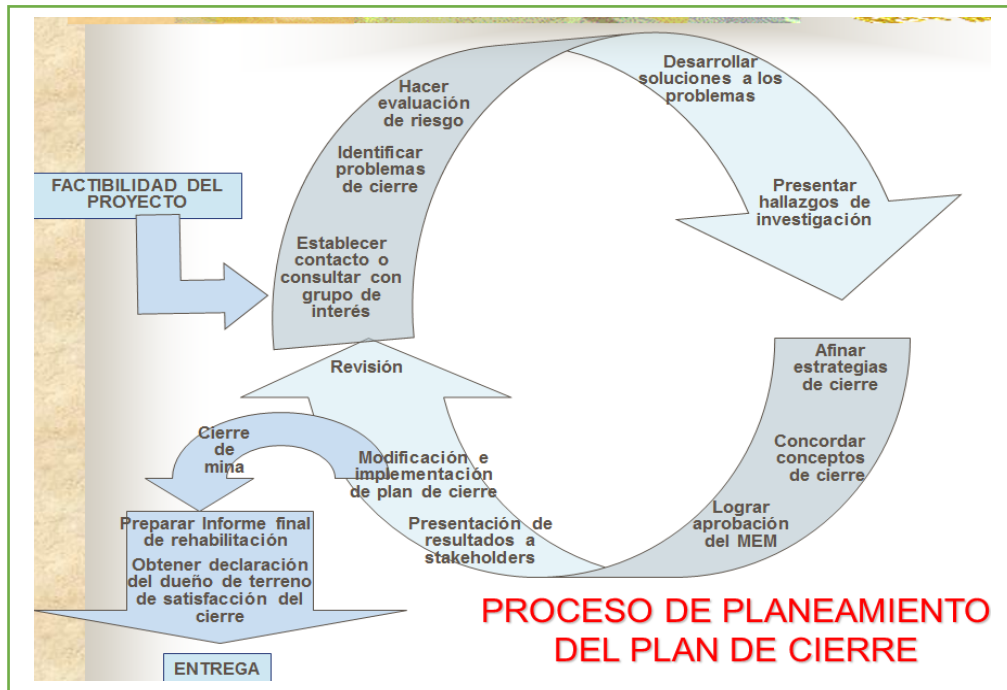 FACTIBILIDAD DEL
PROYECTO
Establecer
contacto o
consultar con
grupo de
interés
Identificar
problemas
de cierre
Hacer
evaluación
de riesgo
Desarrollar
soluciones a los
problemas
Presentar
hallazgos de
investigación
Afinar
estrategias
de cierre
Concordar
conceptos
de cierre
Lograr
aprobación
del MEM
Presentación de
resultados a
stakeholders
Modificación e
implementación
de plan de cierre
Revisión
Cierre
de
mina
Preparar Informe final
de rehabilitación
Obtener declaración
del dueño de terreno
de satisfacción del
cierre
ENTREGA
PROCESO DE PLANEAMIENTO
DEL PLAN DE CIERRE